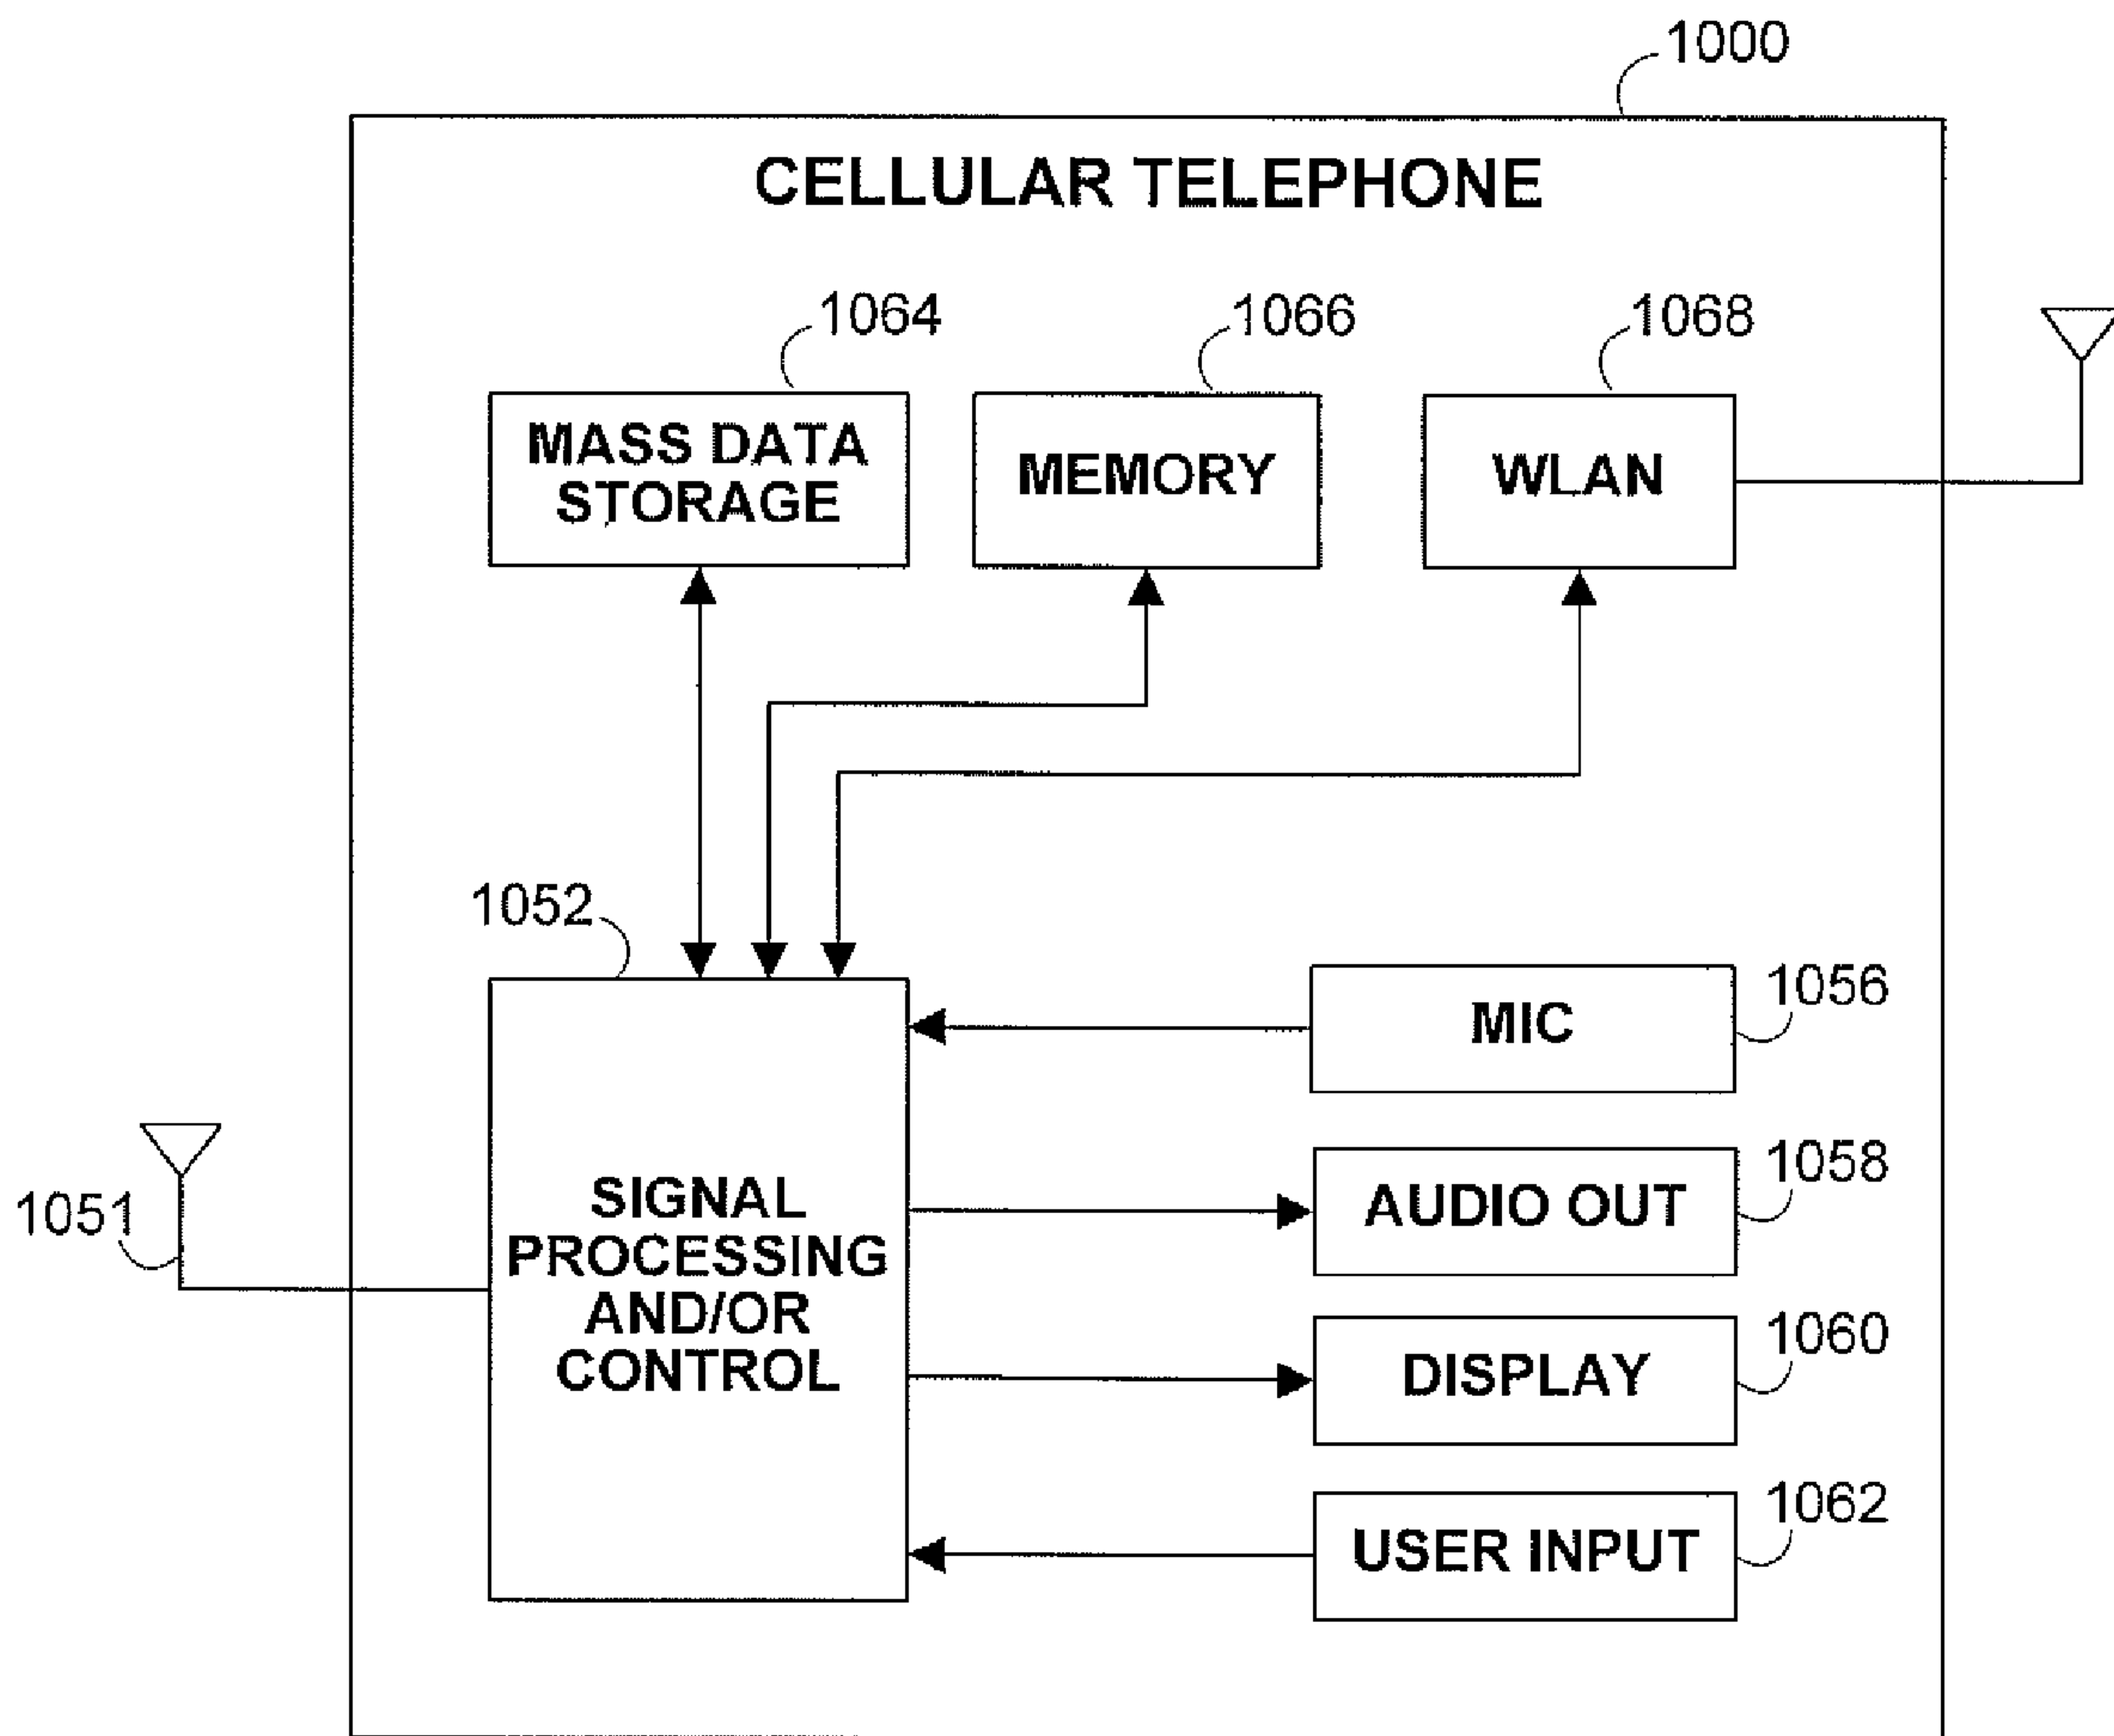 1000
CELLULAR TELEPHONE
1064
1066
1068
MASS DATA
STORAGE
MEMORY
WLAN
1052
MIC
1056
1051
SIGNAL
PROCESSING
AND/OR
CONTROL
AUDIO OUT
1058
DISPLAY
1060
USER INPUT
1062